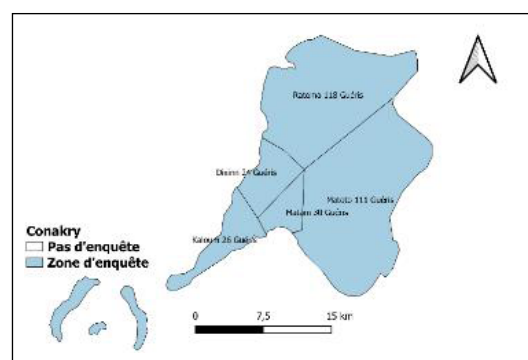 Ratoma 118 Guéris
Dixinn 24 Guéris
Matoto 111 Guéris
Matam 30 Guéris
Kaloum 26 Guéris
Conakry
Pas d'enquête
Zone d'enquête
0 7,5 15 km